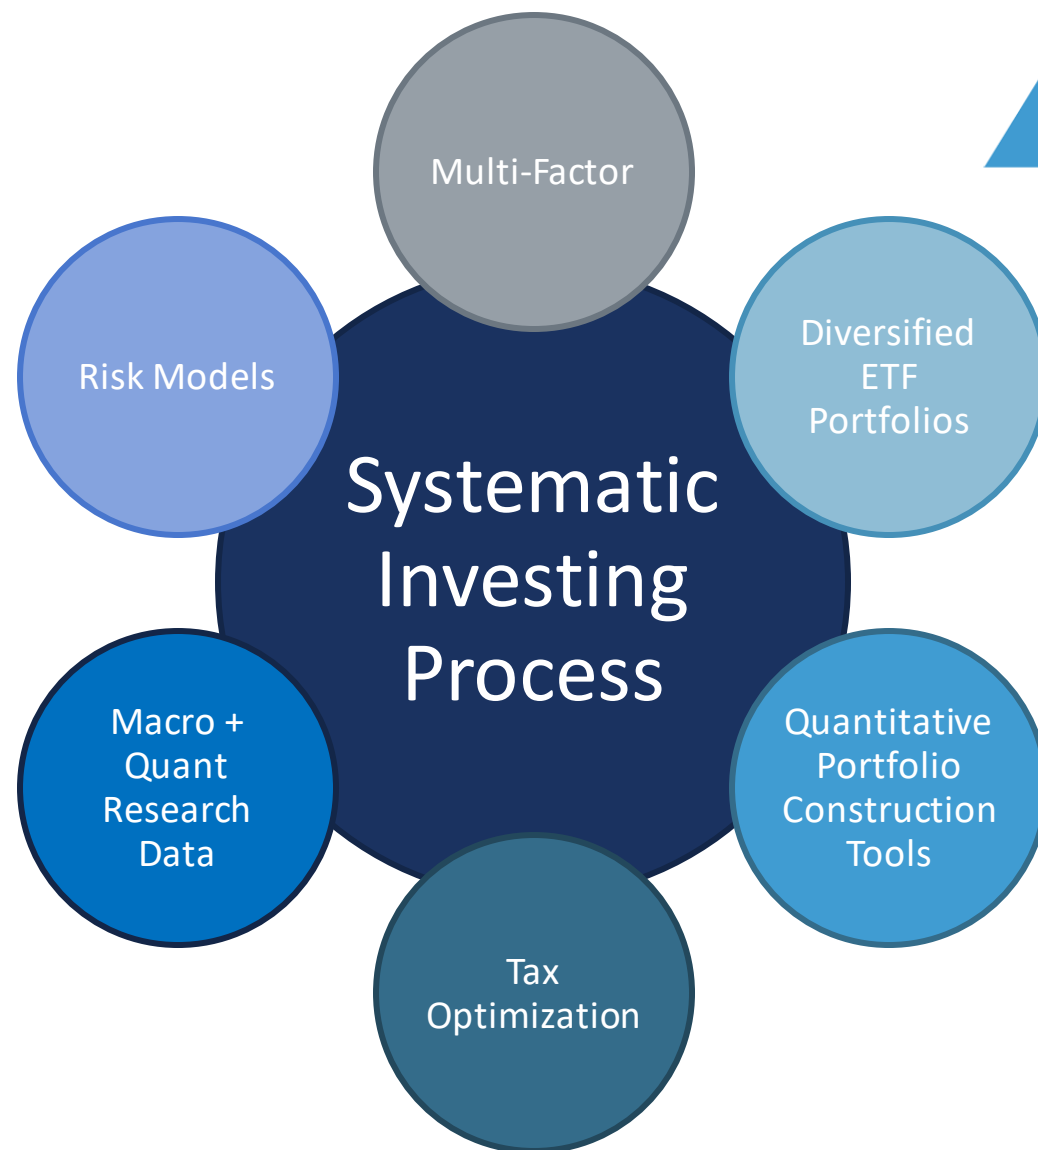 Multi-Factor
Risk Models
Diversified
ETF
Portfolios
Systematic
Investing
Process
Macro +
Quant
Research
Data
Quantitative
Portfolio
Construction
Tools
Tax
Optimization